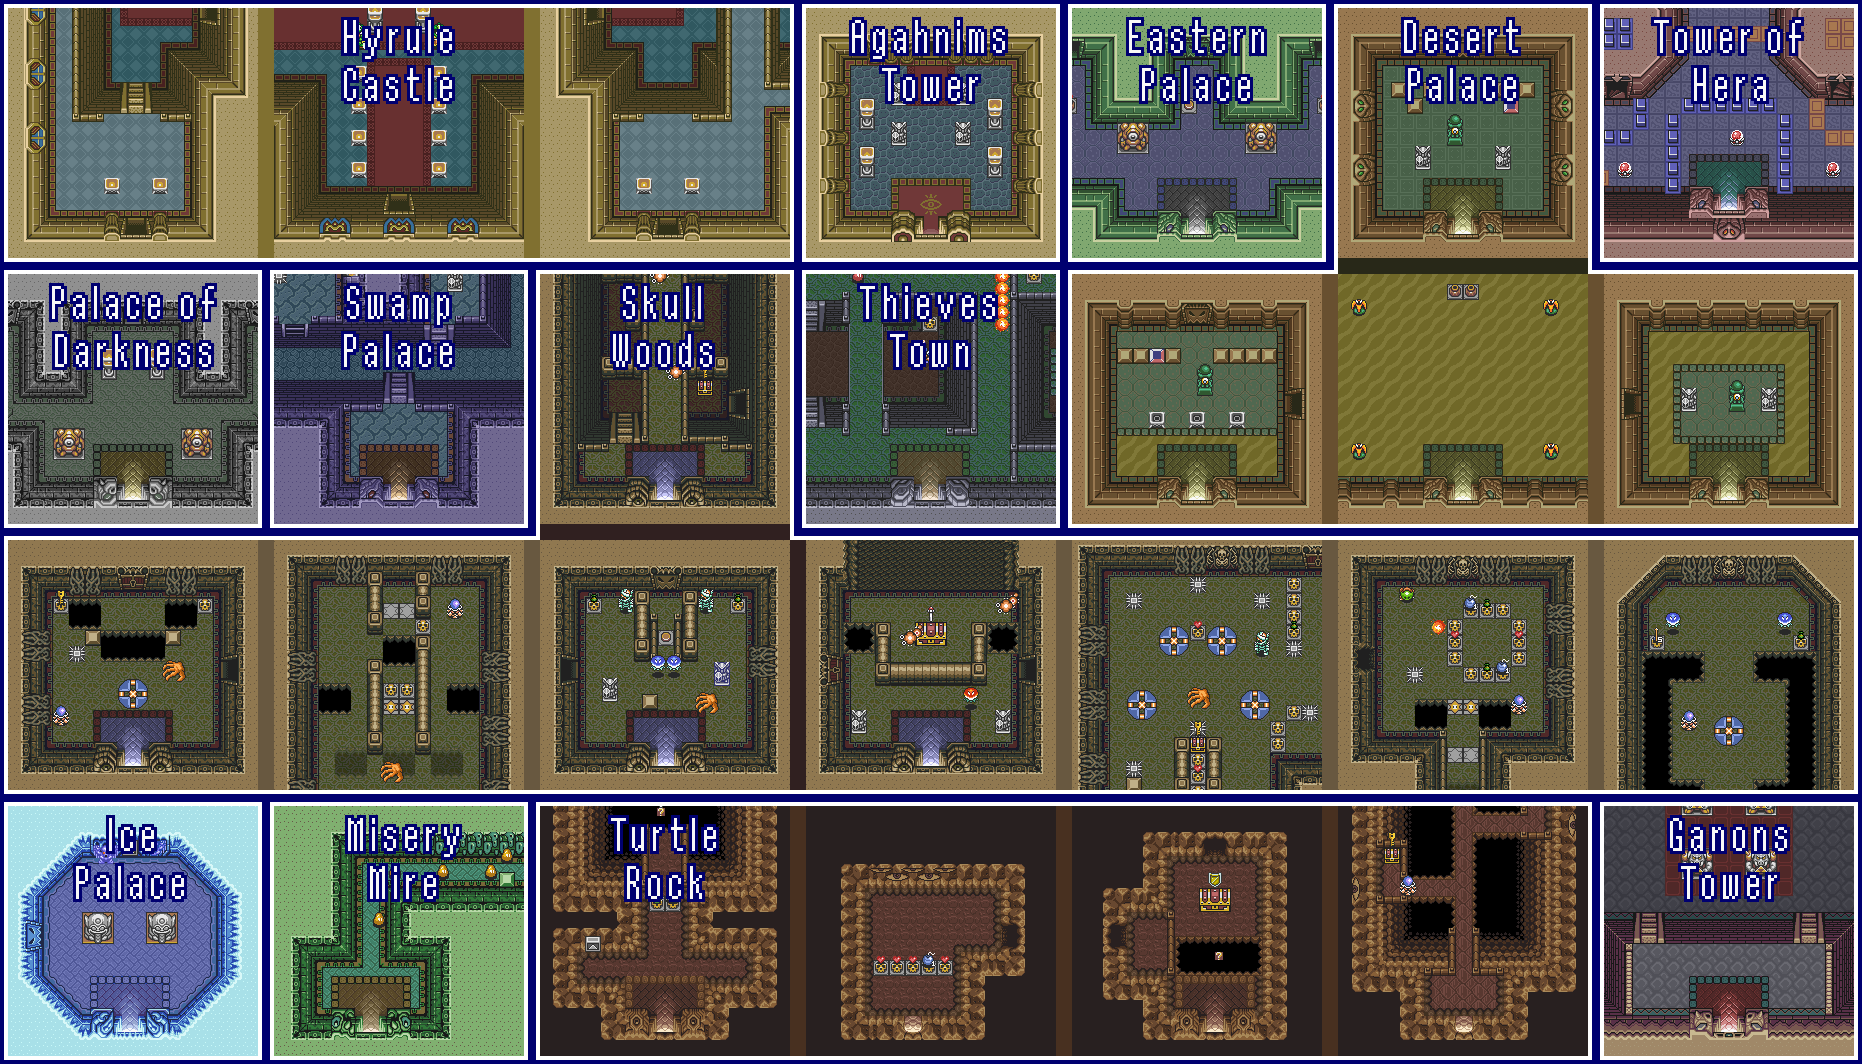 Hyrule
Castle
Agahnims
Tower
Eastern
Palace
Desert
Palace
Tower of
Hera
Palace of
Darkness
Swamp
Palace
Skull
Woods
Thieves
Town
Ice
Palace
Misery
Mire
Turtle
Rock
Ganons
Tower